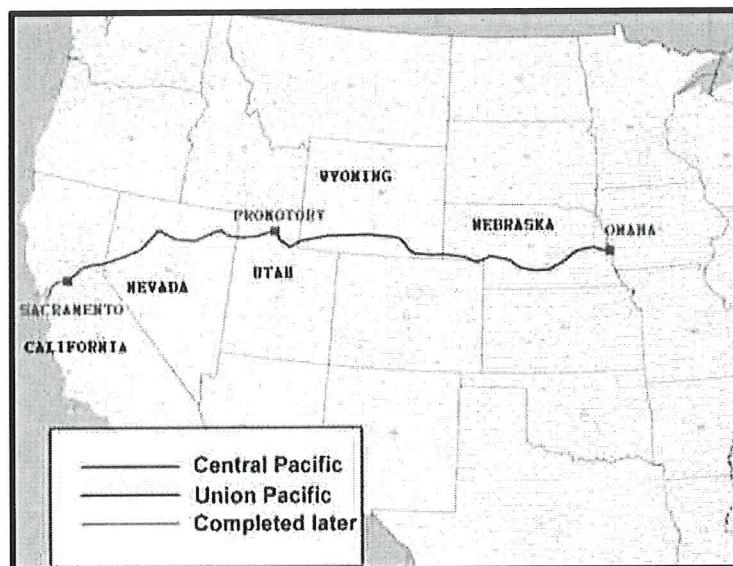 WYOMING
PROMOTORY
NEBRASKA
OMAHA
UTAH
NEVADA
SACRAMENTO
CALIFORNIA
Central Pacific
Union Pacific
Completed later